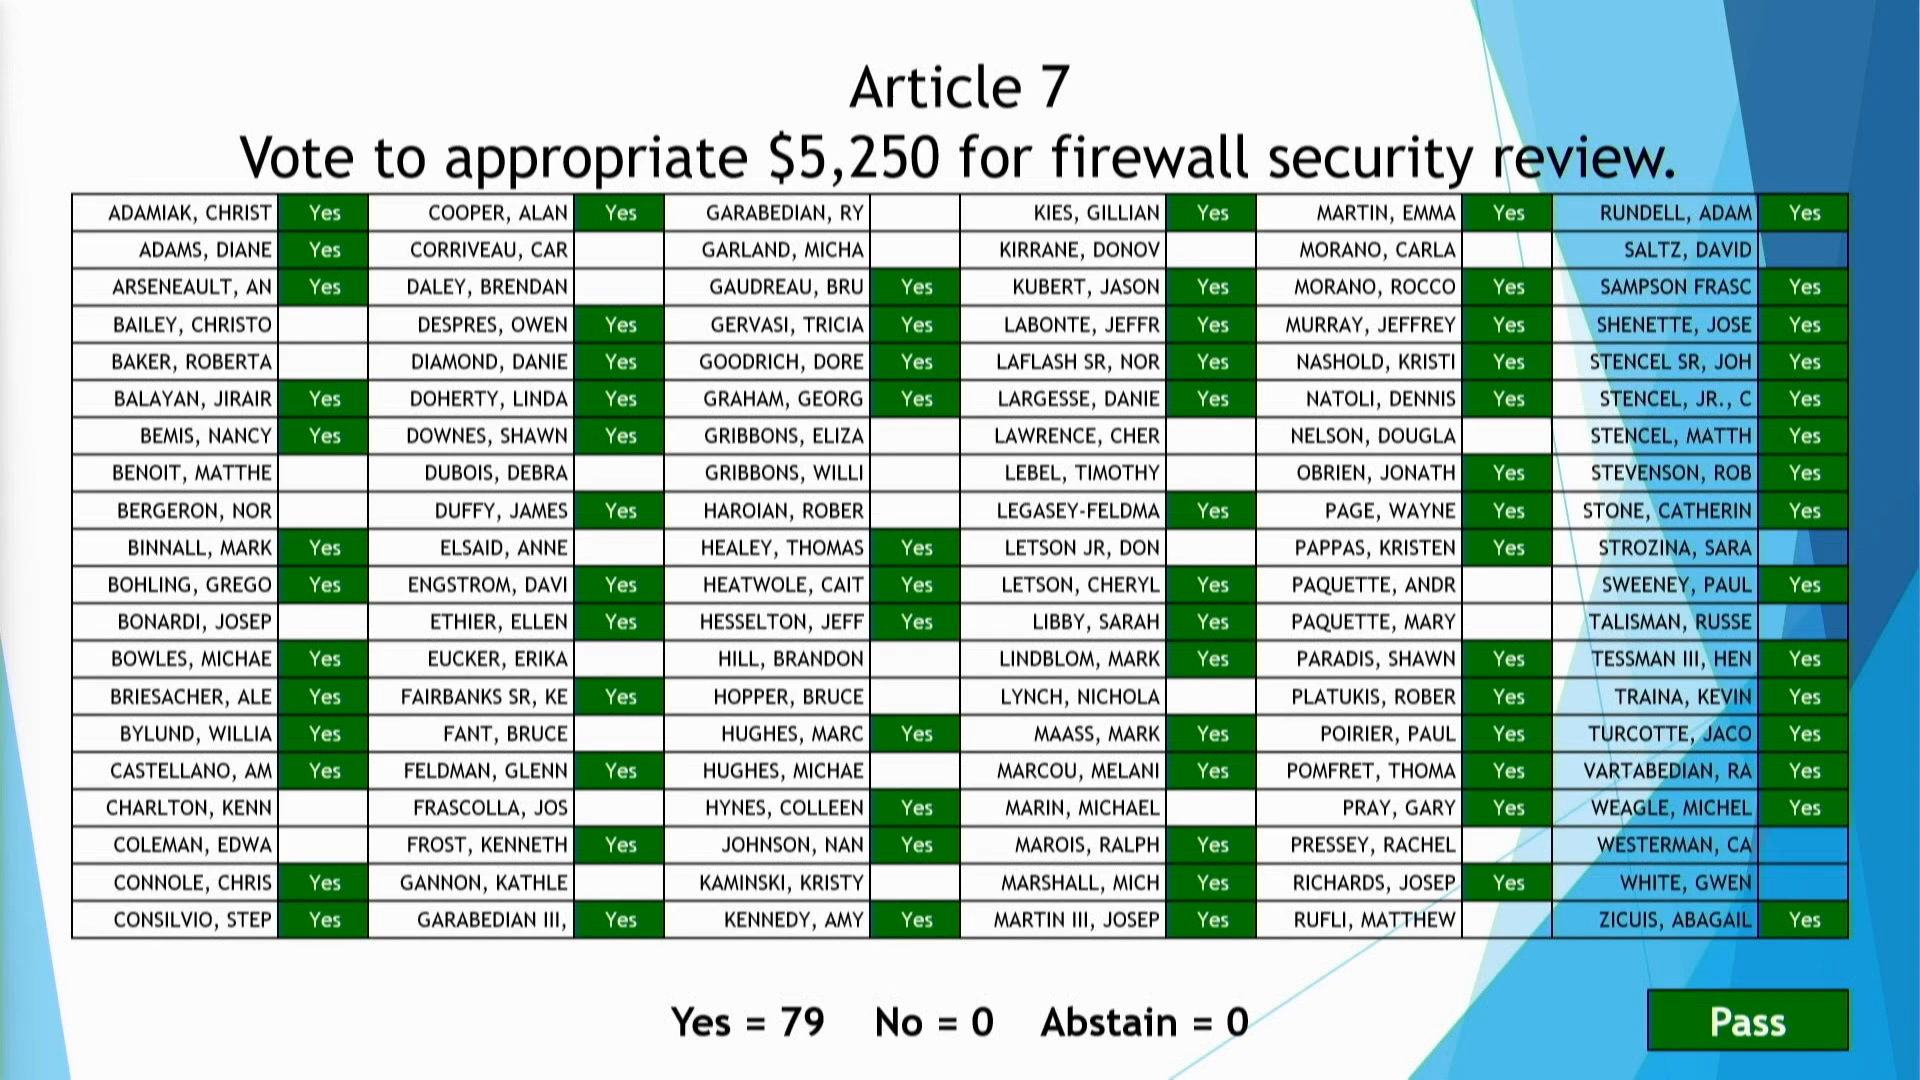 Article 7
Vote to appropriate $5,250 for firewall security review.
ADAMIAK, CHRIST Yes COOPER, ALAN Yes GARABEDIAN, RY KIES, GILLIAN Yes MARTIN, EMMA Yes RUNDELL, ADAM Yes
ADAMS, DIANE Yes CORRIVEAU, CAR GARLAND, MICHA KIRRANE, DONOV MORANO, CARLA SALTZ, DAVID
ARSENEAULT, AN Yes DALEY, BRENDAN GAUDREAU, BRU Yes KUBERT, JASON Yes MORANO, ROCCO Yes SAMPSON FRASC Yes
BAILEY, CHRISTO DESPRES, OWEN Yes GERVASI, TRICIA Yes LABONTE, JEFFR Yes MURRAY, JEFFREY Yes SHENETTE, JOSE Yes
BAKER, ROBERTA DIAMOND, DANIE Yes GOODRICH, DORE Yes LAFLASH SR, NOR Yes NASHOLD, KRISTI Yes STENCEL SR, JOH Yes
BALAYAN, JIRAIR Yes DOHERTY, LINDA Yes GRAHAM, GEORG Yes LARGESSE, DANIE Yes NATOLI, DENNIS Yes STENCEL, JR., C Yes
BEMIS, NANCY Yes DOWNES, SHAWN Yes GRIBBONS, ELIZA LAWRENCE, CHER NELSON, DOUGLA STENCEL, MATTH Yes
BENOIT, MATTHE DUBOIS, DEBRA GRIBBONS, WILLI LEBEL, TIMOTHY OBRIEN, JONATH Yes STEVENSON, ROB Yes
BERGERON, NOR DUFFY, JAMES Yes HAROIAN, ROBER LEGASEY-FELDMA Yes PAGE, WAYNE Yes STONE, CATHERIN Yes
BINNALL, MARK Yes ELSAID, ANNE HEALEY, THOMAS Yes LETSON JR, DON PAPPAS, KRISTEN Yes STROZINA, SARA
BOHLING, GREGO Yes ENGSTROM, DAVI Yes HEATWOLE, CAIT Yes LETSON, CHERYL Yes PAQUETTE, ANDR SWEENEY, PAUL Yes
BONARDI, JOSEP ETHIER, ELLEN Yes HESSELTON, JEFF Yes LIBBY, SARAH Yes PAQUETTE, MARY TALISMAN, RUSSE
BOWLES, MICHAE Yes EUCKER, ERIKA HILL, BRANDON LINDBLOM, MARK Yes PARADIS, SHAWN Yes TESSMAN III, HEN Yes
BRIESACHER, ALE Yes FAIRBANKS SR, KE Yes HOPPER, BRUCE LYNCH, NICHOLA PLATUKIS, ROBER Yes TRAINA, KEVIN Yes
BYLUND, WILLIA Yes FANT, BRUCE HUGHES, MARC Yes MAASS, MARK Yes POIRIER, PAUL Yes TURCOTTE, JACO Yes
CASTELLANO, AM Yes FELDMAN, GLENN Yes HUGHES, MICHAE MARCOU, MELANI Yes POMFRET, THOMA Yes VARTABEDIAN, RA Yes
CHARLTON, KENN FRASCOLLA, JOS HYNES, COLLEEN Yes MARIN, MICHAEL PRAY, GARY Yes WEAGLE, MICHEL Yes
COLEMAN, EDWA FROST, KENNETH Yes JOHNSON, NAN Yes MAROIS, RALPH Yes PRESSEY, RACHEL WESTERMAN, CA
CONNOLE, CHRIS Yes GANNON, KATHLE KAMINSKI, KRISTY MARSHALL, MICH Yes RICHARDS, JOSEP Yes WHITE, GWEN
CONSILVIO, STEP Yes GARABEDIAN III, Yes KENNEDY, AMY Yes MARTIN III, JOSEP Yes RUFLI, MATTHEW ZICUIS, ABAGAIL Yes
Yes = 79 No = 0 Abstain = 0 Pass